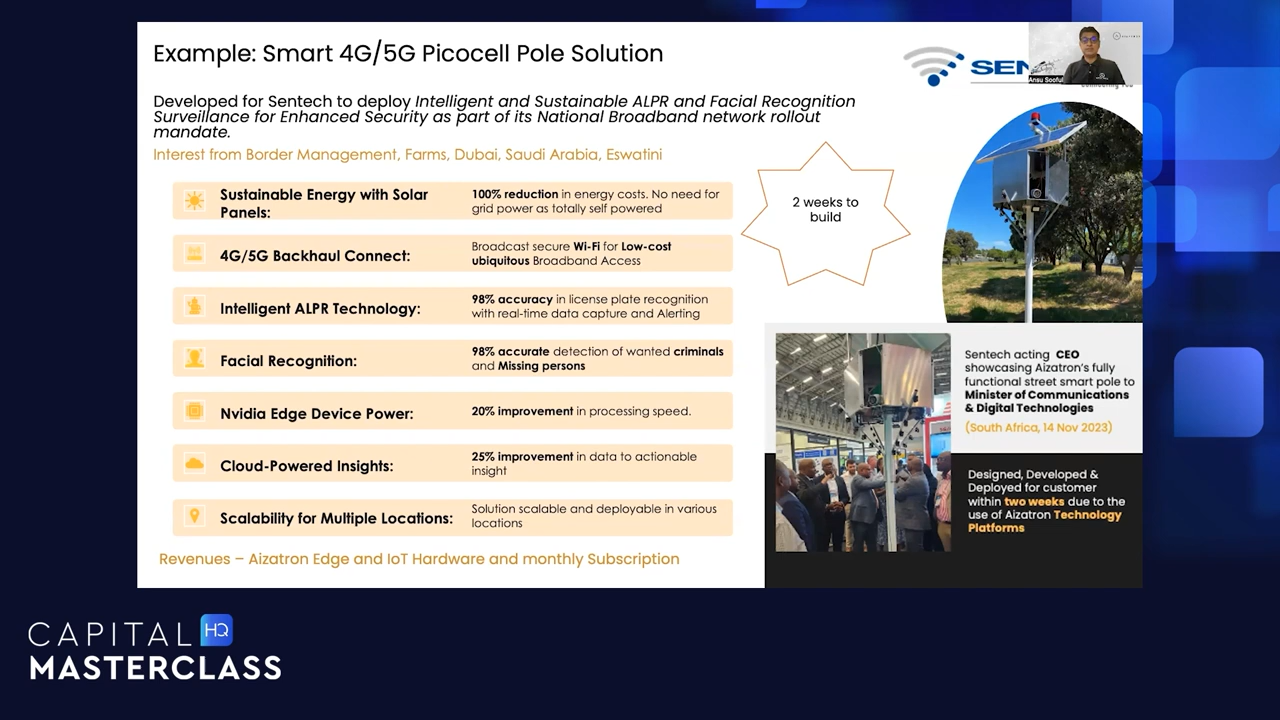 Example: Smart 4G/5G Picocell Pole Solution
SEN
Ansu Sooful
Developed for Sentech to deploy Intelligent and Sustainable ALPR and Facial Recognition
Surveillance for Enhanced Security as part of its National Broadband network rollout
mandate.
Interest from Border Management, Farms, Dubai, Saudi Arabia, Eswatini
Sustainable Energy with Solar
Panels:
100% reduction in energy costs. No need for
grid power as totally self powered
4G/5G Backhaul Connect:
Broadcast secure Wi-Fi for Low-cost
ubiquitous Broadband Access
Intelligent ALPR Technology:
98% accuracy in license plate recognition
with real-time data capture and Alerting
Facial Recognition:
98% accurate detection of wanted criminals
and Missing persons
Nvidia Edge Device Power:
20% improvement in processing speed.
Cloud-Powered Insights:
25% improvement in data to actionable
insight
Scalability for Multiple Locations:
Solution scalable and deployable in various
locations
Revenues – Aizatron Edge and IoT Hardware and monthly Subscription
2 weeks to
build
Sentech acting CEO
showcasing Aizatron's fully
functional street smart pole to
Minister of Communications
& Digital Technologies
(South Africa, 14 Nov 2023)
Designed, Developed &
Deployed for customer
within two weeks due to the
use of Aizatron Technology
Platforms
CAPITAL HQ
MASTERCLASS